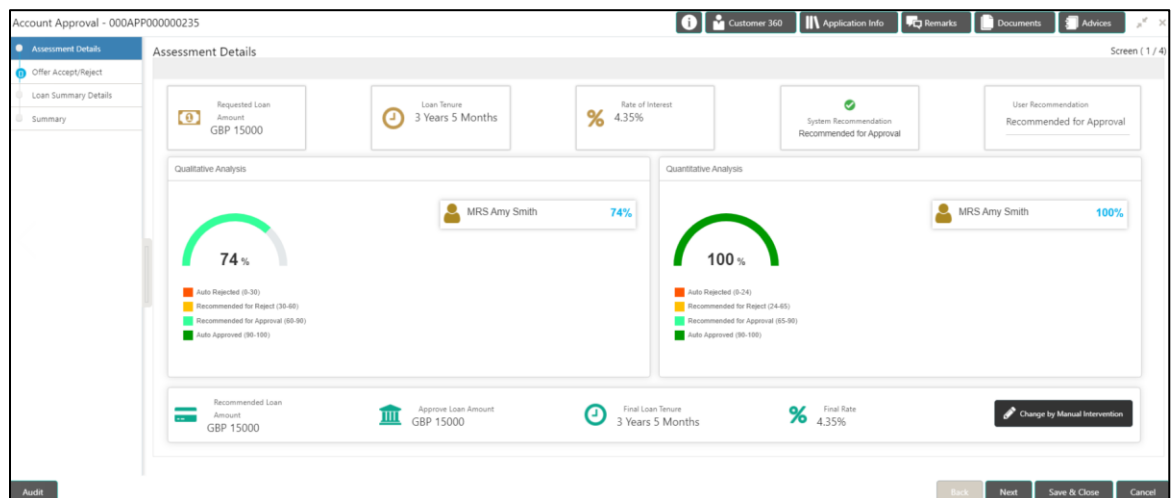 Account Approval - 000APP000000235
Customer 360
Application Info
Remarks
Documents
Advices
Assessment Details
Offer Accept/Reject
Loan Summary Details
Summary
Assessment Details
Screen ( 1 / 4)
Requested Loan
Amount
GBP 15000
Loan Tenure
3 Years 5 Months
Rate of Interest
4.35%
System Recommendation
Recommended for Approval
User Recommendation
Recommended for Approval
Qualitative Analysis
MRS Amy Smith 74%
74 %
Auto Rejected (0-30)
Recommended for Reject (30-60)
Recommended for Approval (60-90)
Auto Approved (90-100)
Quantitative Analysis
MRS Amy Smith 100%
100 %
Auto Rejected (0-24)
Recommended for Reject (24-65)
Recommended for Approval (65-90)
Auto Approved (90-100)
Recommended Loan
Amount
GBP 15000
Approve Loan Amount
GBP 15000
Final Loan Tenure
3 Years 5 Months
Final Rate
4.35%
Change by Manual Intervention
Audit
Back
Next
Save & Close
Cancel